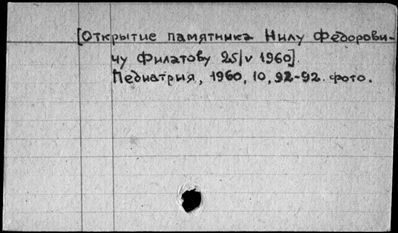 [Открытие памятника Нилу Федорови-
чу Филатову 25/V 1960].
Педиатрия, 1960, 10, 92-92. фото.